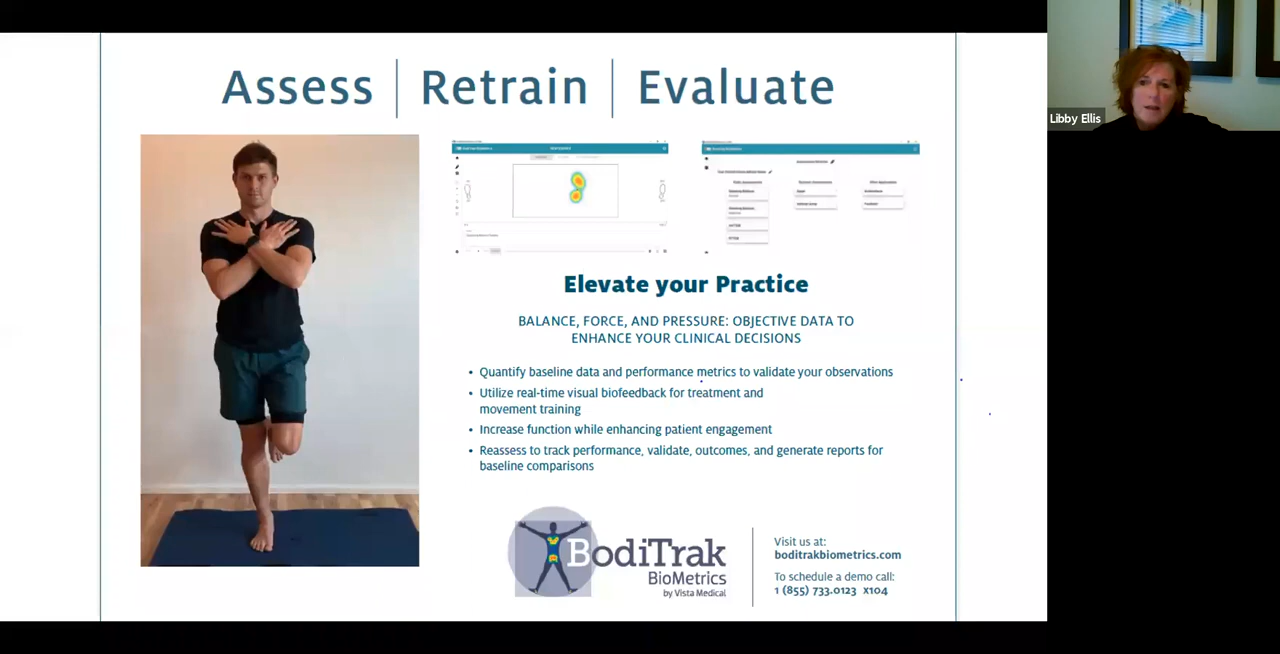 Assess | Retrain | Evaluate
Libby Ellis
Elevate your Practice
BALANCE, FORCE, AND PRESSURE: OBJECTIVE DATA TO
ENHANCE YOUR CLINICAL DECISIONS
• Quantify baseline data and performance metrics to validate your observations
• Utilize real-time visual biofeedback for treatment and
movement training
• Increase function while enhancing patient engagement
• Reassess to track performance, validate, outcomes, and generate reports for
baseline comparisons
BodiTrak
BioMetrics
by Vista Medical
Visit us at:
boditrakbiometrics.com
To schedule a demo call:
1 (855) 733.0123 x104